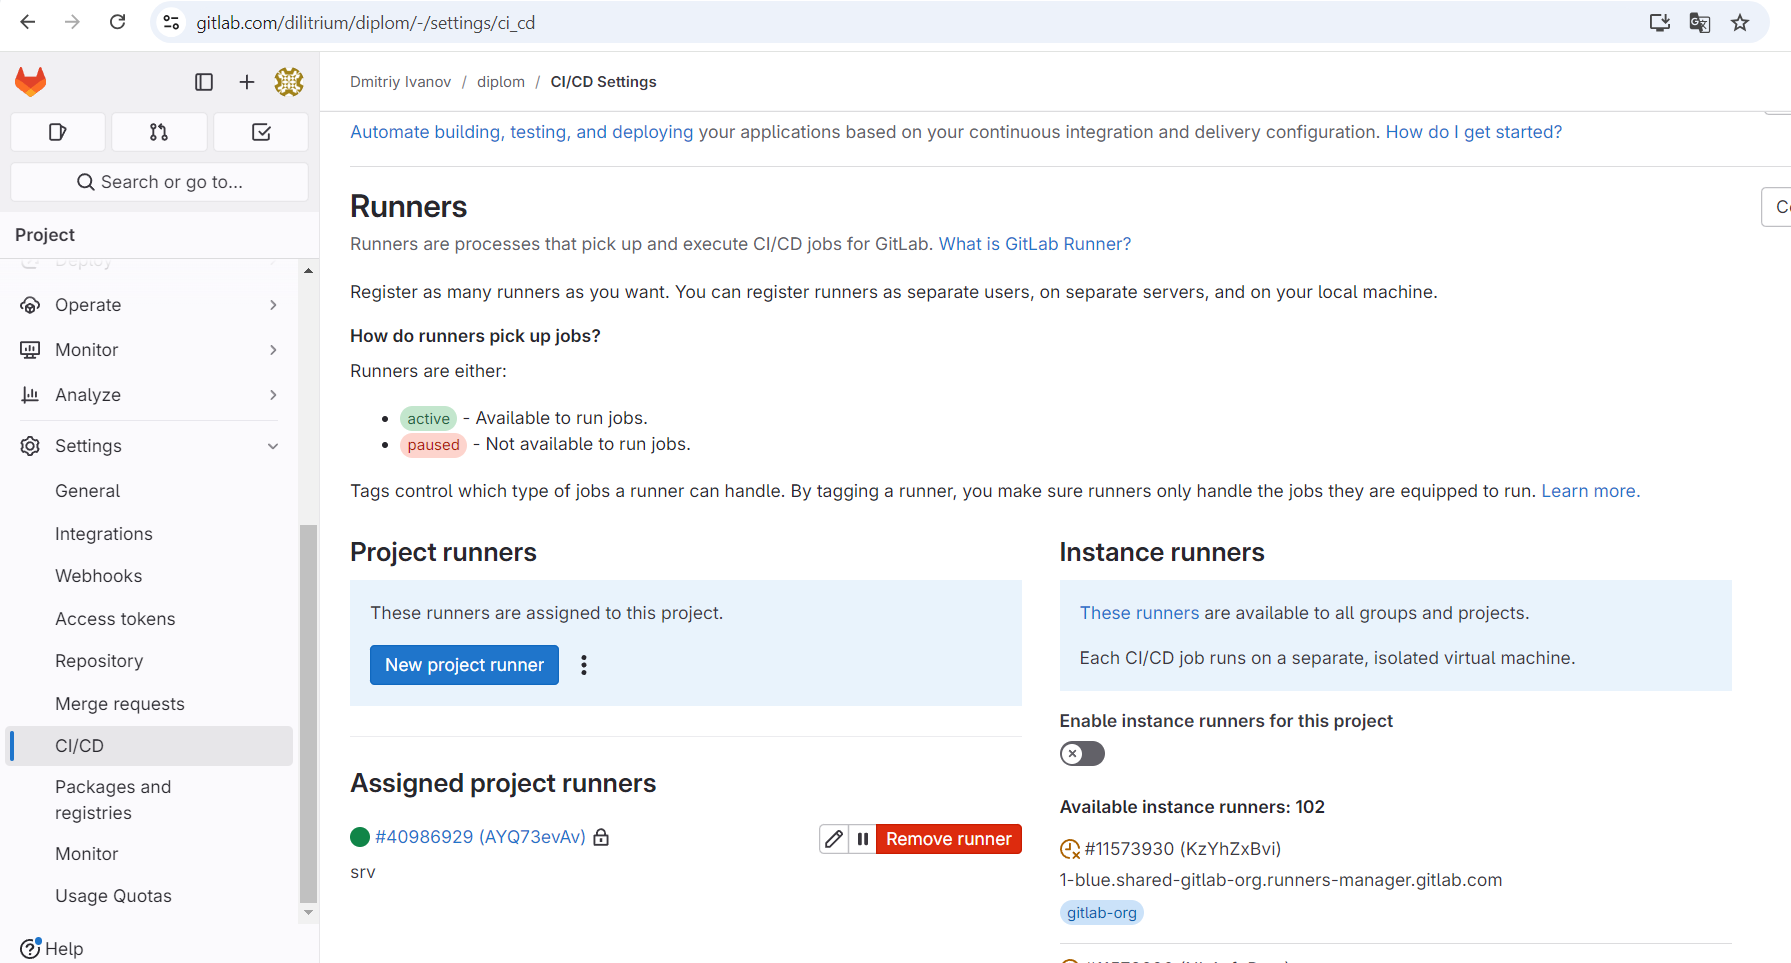 gitlab.com/dilitrium/diplom/-/settings/ci_cd
Dmitriy Ivanov / diplom / CI/CD Settings
Search or go to...
Project
Deploy
Operate
Monitor
Analyze
Settings
General
Integrations
Webhooks
Access tokens
Repository
Merge requests
CI/CD
Packages and
registries
Monitor
Usage Quotas
Help
Automate building, testing, and deploying your applications based on your continuous integration and delivery configuration. How do I get started?
Runners
Runners are processes that pick up and execute CI/CD jobs for GitLab. What is GitLab Runner?
Register as many runners as you want. You can register runners as separate users, on separate servers, and on your local machine.
How do runners pick up jobs?
Runners are either:
• active - Available to run jobs.
• paused - Not available to run jobs.
Tags control which type of jobs a runner can handle. By tagging a runner, you make sure runners only handle the jobs they are equipped to run. Learn more.
Project runners
These runners are assigned to this project.
New project runner
Assigned project runners
#40986929 (AYQ73evAv)
Remove runner
srv
Instance runners
These runners are available to all groups and projects.
Each CI/CD job runs on a separate, isolated virtual machine.
Enable instance runners for this project
Available instance runners: 102
#11573930 (KzYhZxBvi)
1-blue.shared-gitlab-org.runners-manager.gitlab.com
gitlab-org